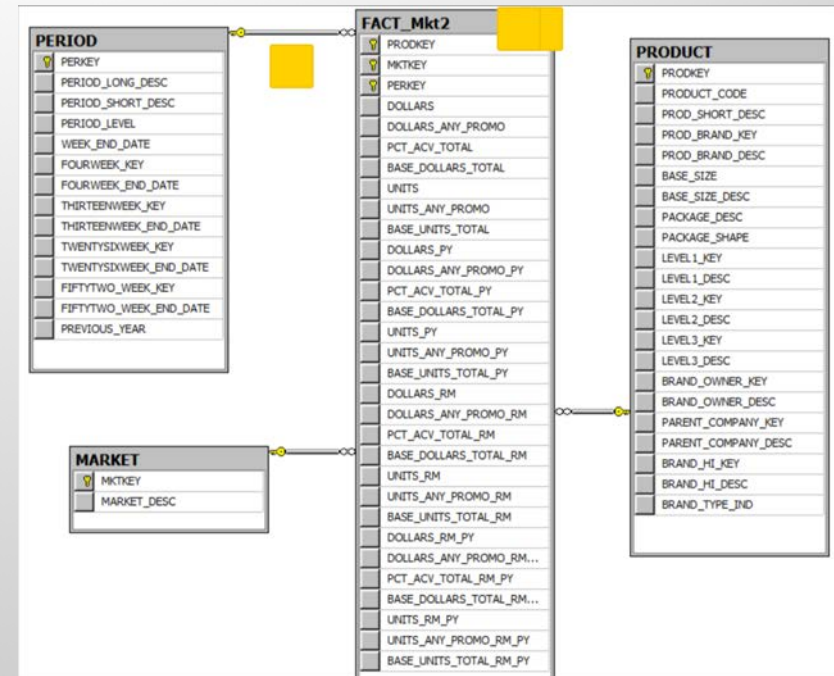 PERIOD
PERKEY
PERIOD_LONG_DESC
PERIOD_SHORT_DESC
PERIOD_LEVEL
WEEK_END_DATE
FOURWEEK_KEY
FOURWEEK_END_DATE
THIRTEENWEEK_KEY
THIRTEENWEEK_END_DATE
TWENTYSIXWEEK_KEY
TWENTYSIXWEEK_END_DATE
FIFTYTWO_WEEK_KEY
FIFTYTWO_WEEK_END_DATE
PREVIOUS_YEAR
MARKET
MKTKEY
MARKET_DESC
FACT_Mkt2
PRODKEY
MKTKEY
PERKEY
DOLLARS
DOLLARS_ANY_PROMO
PCT_ACV_TOTAL
BASE_DOLLARS_TOTAL
UNITS
UNITS_ANY_PROMO
BASE_UNITS_TOTAL
DOLLARS_PY
DOLLARS_ANY_PROMO_PY
PCT_ACV_TOTAL_PY
BASE_DOLLARS_TOTAL_PY
UNITS_PY
UNITS_ANY_PROMO_PY
BASE_UNITS_TOTAL_PY
DOLLARS_RM
DOLLARS_ANY_PROMO_RM
PCT_ACV_TOTAL_RM
BASE_DOLLARS_TOTAL_RM
UNITS_RM
UNITS_ANY_PROMO_RM
BASE_UNITS_TOTAL_RM
DOLLARS_RM_PY
DOLLARS_ANY_PROMO_RM...
PCT_ACV_TOTAL_RM_PY
BASE_DOLLARS_TOTAL_RM...
UNITS_RM_PY
UNITS_ANY_PROMO_RM_PY
BASE_UNITS_TOTAL_RM_PY
PRODUCT
PRODKEY
PRODUCT_CODE
PROD_SHORT_DESC
PROD_BRAND_KEY
PROD_BRAND_DESC
BASE_SIZE
BASE_SIZE_DESC
PACKAGE_DESC
PACKAGE_SHAPE
LEVEL1_KEY
LEVEL1_DESC
LEVEL2_KEY
LEVEL2_DESC
LEVEL3_KEY
LEVEL3_DESC
BRAND_OWNER_KEY
BRAND_OWNER_DESC
PARENT_COMPANY_KEY
PARENT_COMPANY_DESC
BRAND_HI_KEY
BRAND_HI_DESC
BRAND_TYPE_IND